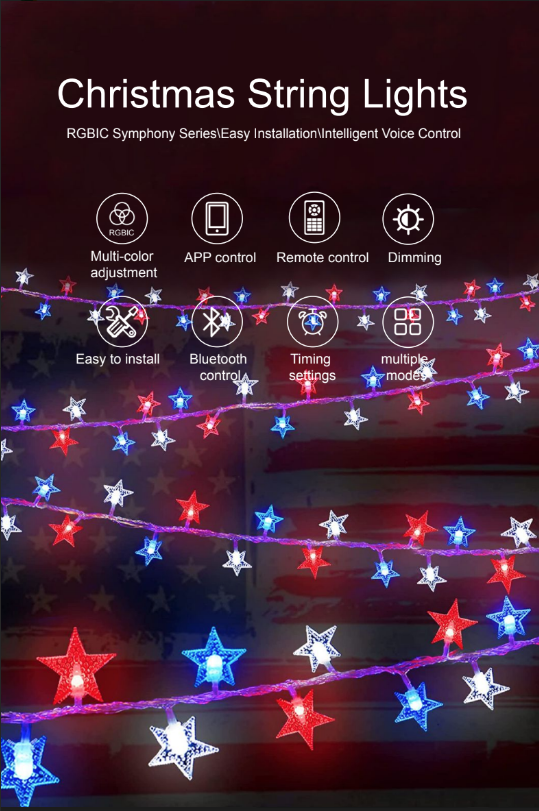 Christmas String Lights
RGBIC Symphony Series\Easy Installation\Intelligent Voice Control
RGBIC
Multi-color
adjustment
APP control
Remote control
Dimming
Easy to install
Bluetooth
control
Timing
settings
multiple
modes